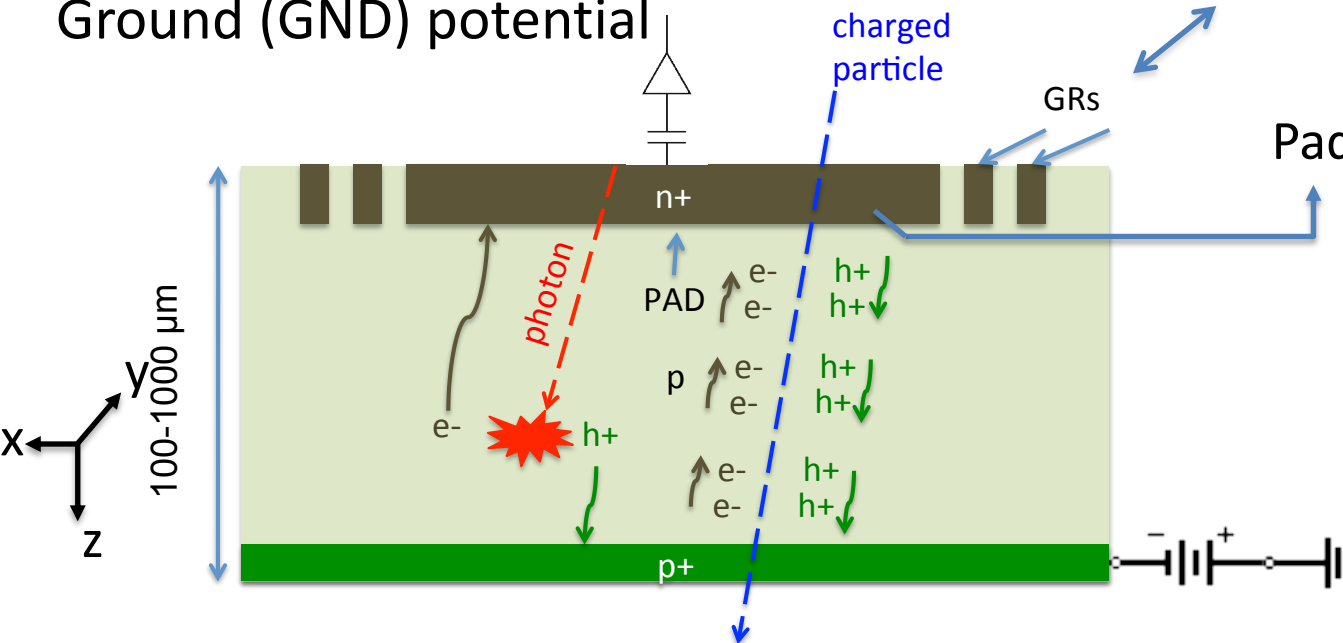 Ground (GND) potential
charged
particle
GRs
Pad
n+
photon
PAD
e-
e-
h+
h+
p
e-
e-
h+
h+
e-
h+
e-
e-
h+
h+
p+
100-1000 μm
x
y
z
−
+